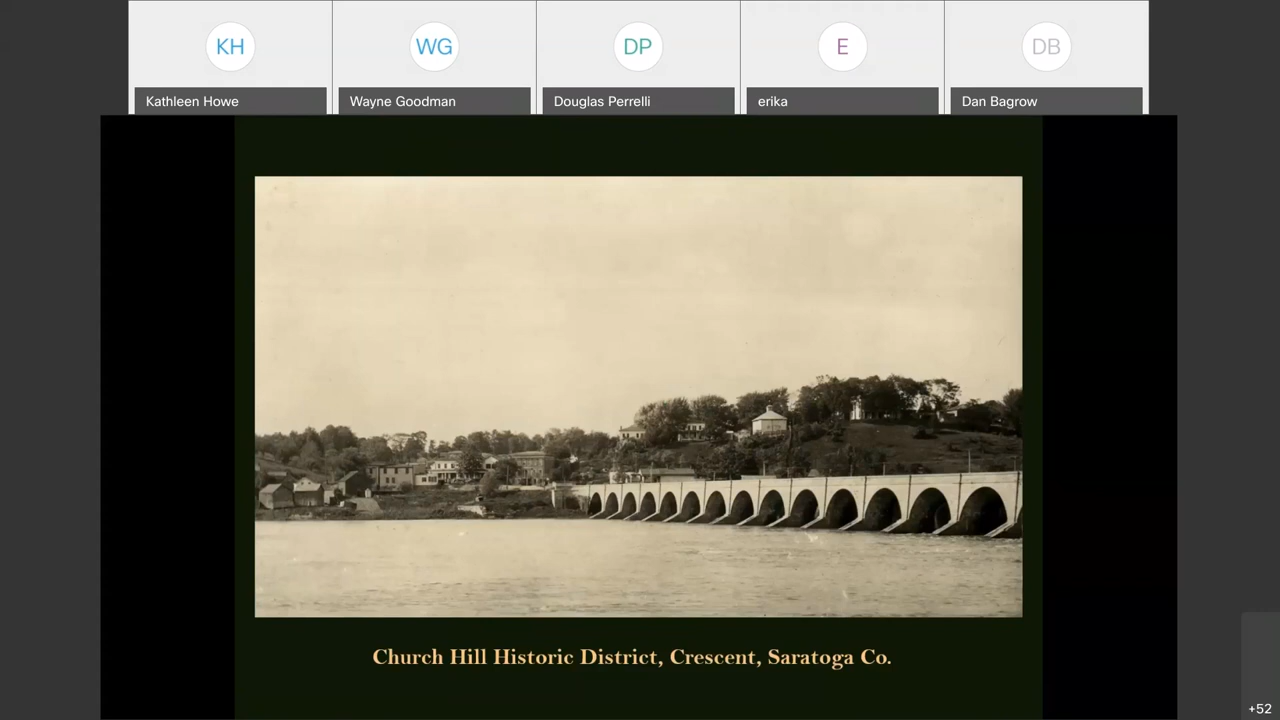 KH
WG
DP
E
DB
Kathleen Howe
Wayne Goodman
Douglas Perrelli
erika
Dan Bagrow
Church Hill Historic District, Crescent, Saratoga Co.
+52